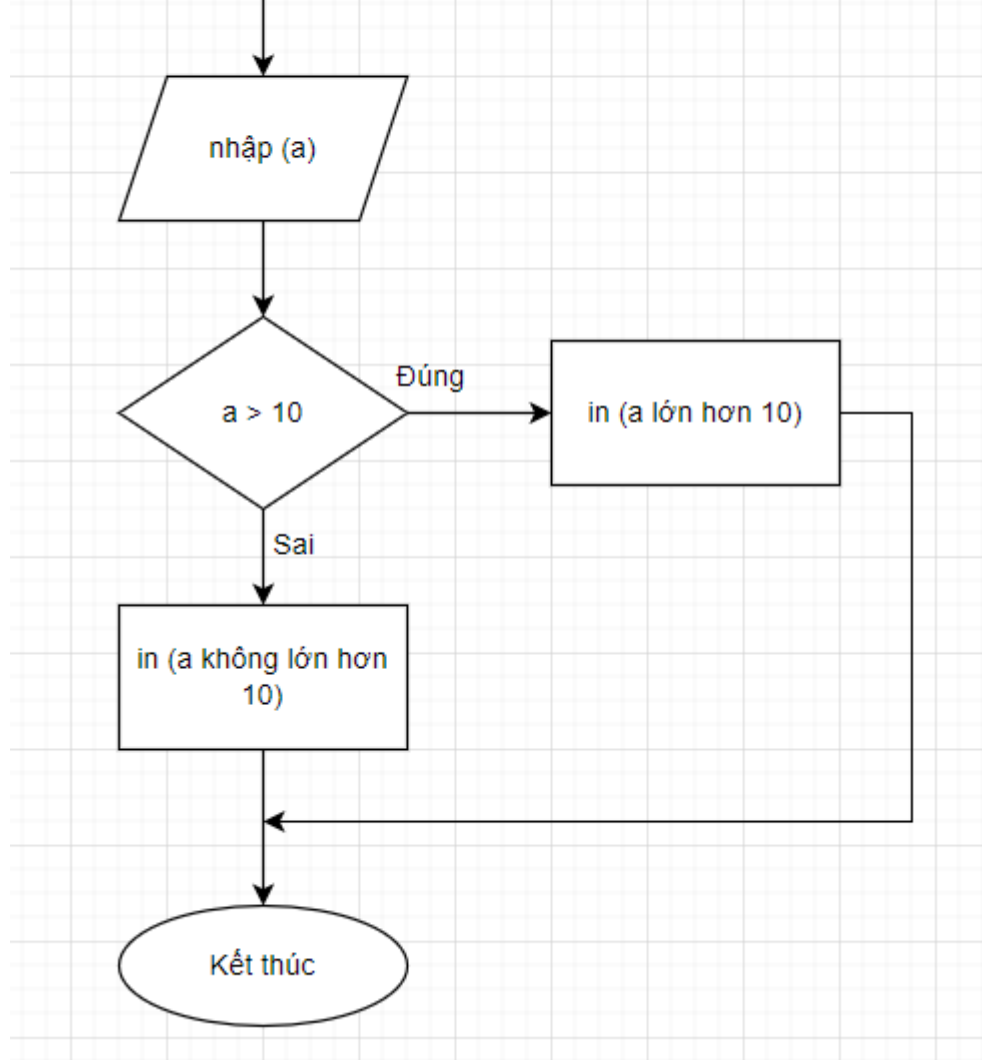 nhập (a)
Đúng
a > 10
in (a lớn hơn 10)
Sai
in (a không lớn hơn
10)
Kết thúc